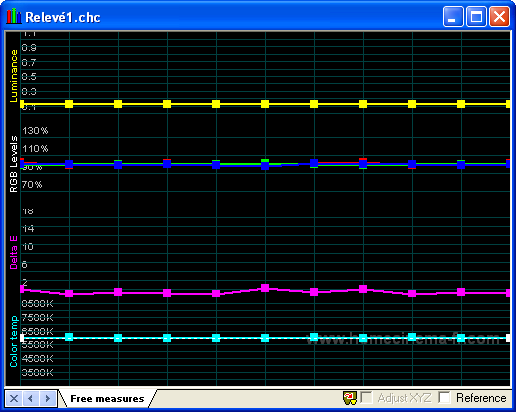 Relevé1.chc
Luminance
1.1
0.9
0.7
0.5
0.3
0.1
RGB Levels
130%
110%
90%
70%
Delta E
18
14
10
6
2
Color temp
9500K
7500K
6500K
5500K
4500K
3500K
www.homecinema-fr.com
Free measures
Adjust XYZ
Reference